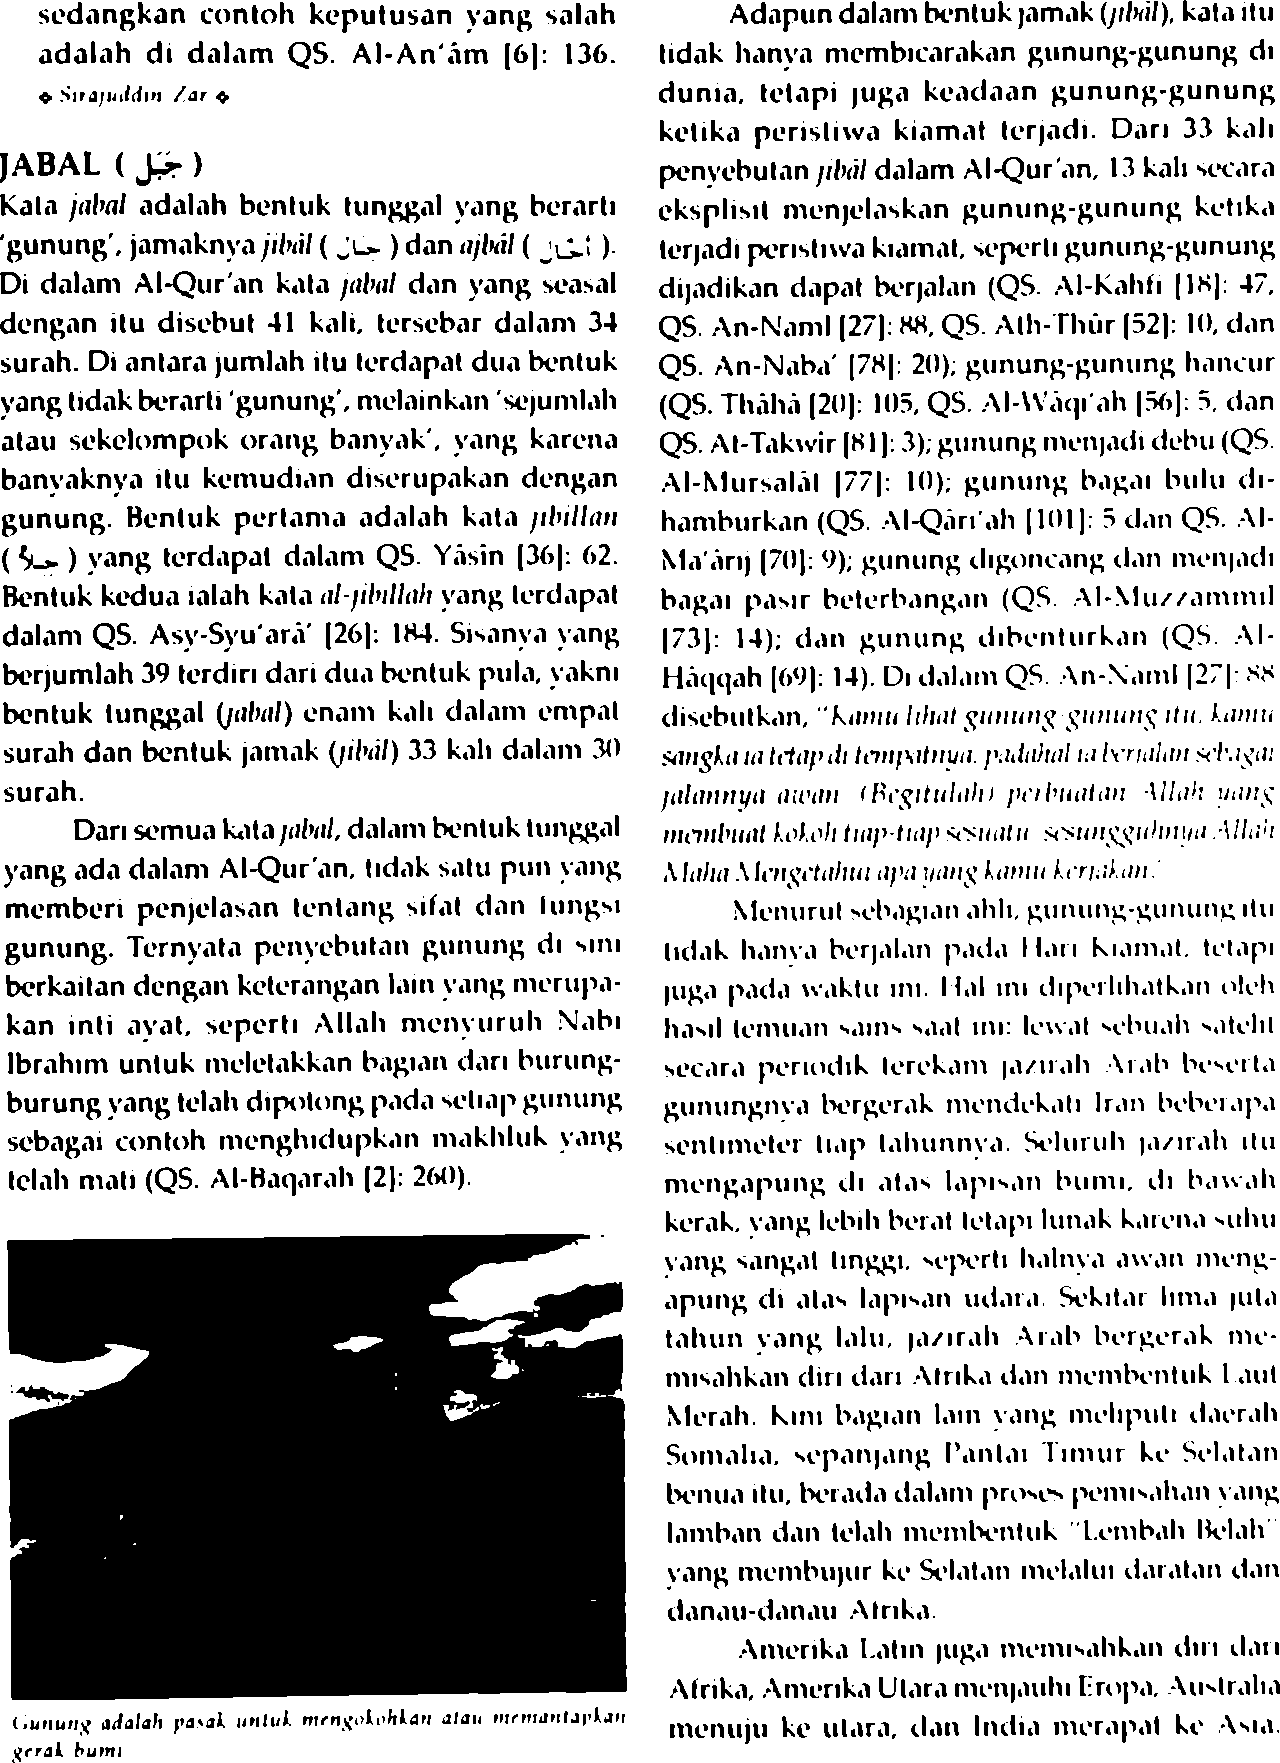 sedangkan contoh keputusan yang salah
adalah di dalam QS. Al-An'âm [6]: 136.
❖ Sirajuddin Zar ❖
JABAL ( جَبَل )
Kata jabal adalah bentuk tunggal yang berarti
'gunung', jamaknya jibâl ( جبال ) dan ajbâl ( أجبال ).
Di dalam Al-Qur'an kata jabal dan yang seasal
dengan itu disebut 41 kali, tersebar dalam 34
surah. Di antara jumlah itu terdapat dua bentuk
yang tidak berarti 'gunung', melainkan 'sejumlah
atau sekelompok orang banyak', yang karena
banyaknya itu kemudian diserupakan dengan
gunung. Bentuk pertama adalah kata jibillan
( جبلا ) yang terdapat dalam QS. Yâsîn [36]: 62.
Bentuk kedua ialah kata al-jibillah yang terdapat
dalam QS. Asy-Syu'arâ' [26]: 184. Sisanya yang
berjumlah 39 terdiri dari dua bentuk pula, yakni
bentuk tunggal (jabal) enam kali dalam empat
surah dan bentuk jamak (jibâl) 33 kali dalam 30
surah.
Dari semua kata jabal, dalam bentuk tunggal
yang ada dalam Al-Qur'an, tidak satu pun yang
memberi penjelasan tentang sifat dan fungsi
gunung. Ternyata penyebutan gunung di sini
berkaitan dengan keterangan lain yang merupa-
kan inti ayat, seperti Allah menyuruh Nabi
Ibrahim untuk meletakkan bagian dari burung-
burung yang telah dipotong pada setiap gunung
sebagai contoh menghidupkan makhluk yang
telah mati (QS. Al-Baqarah [2]: 260).
Gunung adalah pasak untuk mengokohkan atau memantapkan
gerak bumi
Adapun dalam bentuk jamak (jibâl), kata itu
tidak hanya membicarakan gunung-gunung di
dunia, tetapi juga keadaan gunung-gunung
ketika peristiwa kiamat terjadi. Dari 33 kali
penyebutan jibâl dalam Al-Qur'an, 13 kali secara
eksplisit menjelaskan gunung-gunung ketika
terjadi peristiwa kiamat, seperti gunung-gunung
dijadikan dapat berjalan (QS. Al-Kahfi [18]: 47,
QS. An-Naml [27]: 88, QS. Ath-Thûr [52]: 10, dan
QS. An-Naba' [78]: 20); gunung-gunung hancur
(QS. Thâhâ [20]: 105, QS. Al-Wâqi'ah [56]: 5, dan
QS. At-Takwir [81]: 3); gunung menjadi debu (QS.
Al-Mursalât [77]: 10); gunung bagai bulu di-
hamburkan (QS. Al-Qâri'ah [101]: 5 dan QS. Al-
Ma'ârij [70]: 9); gunung digoncang dan menjadi
bagai pasir beterbangan (QS. Al-Muzzammil
[73]: 14); dan gunung dibenturkan (QS. Al-
Hâqqah [69]: 14). Di dalam QS. An-Naml [27]: 88
disebutkan, "Kamu lihat gunung-gunung itu, kamu
sangka ia tetap di tempatnya, padahal ia berjalan sebagai
jalannya awan. (Begitulah) perbuatan Allah yang
membuat kokoh tiap-tiap sesuatu; sesungguhnya Allah
Maha Mengetahui apa yang kamu kerjakan."
Menurut sebagian ahli, gunung-gunung itu
tidak hanya berjalan pada Hari Kiamat, tetapi
juga pada waktu ini. Hal ini diperlihatkan oleh
hasil temuan sains saat ini: lewat sebuah satelit
secara periodik terekam jazirah Arab beserta
gunungnya bergerak mendekati Iran beberapa
sentimeter tiap tahunnya. Seluruh jazirah itu
mengapung di atas lapisan bumi, di bawah
kerak, yang lebih berat tetapi lunak karena suhu
yang sangat tinggi, seperti halnya awan meng-
apung di atas lapisan udara. Sekitar lima juta
tahun yang lalu, jazirah Arab bergerak me-
misahkan diri dari Afrika dan membentuk Laut
Merah. Kini bagian lain yang meliputi daerah
Somalia, sepanjang Pantai Timur ke Selatan
benua itu, berada dalam proses pemisahan yang
lamban dan telah membentuk "Lembah Belah"
yang membujur ke Selatan melalui daratan dan
danau-danau Afrika.
Amerika Latin juga memisahkan diri dari
Afrika, Amerika Utara menjauhi Eropa, Australia
menuju ke utara, dan India merapat ke Asia.